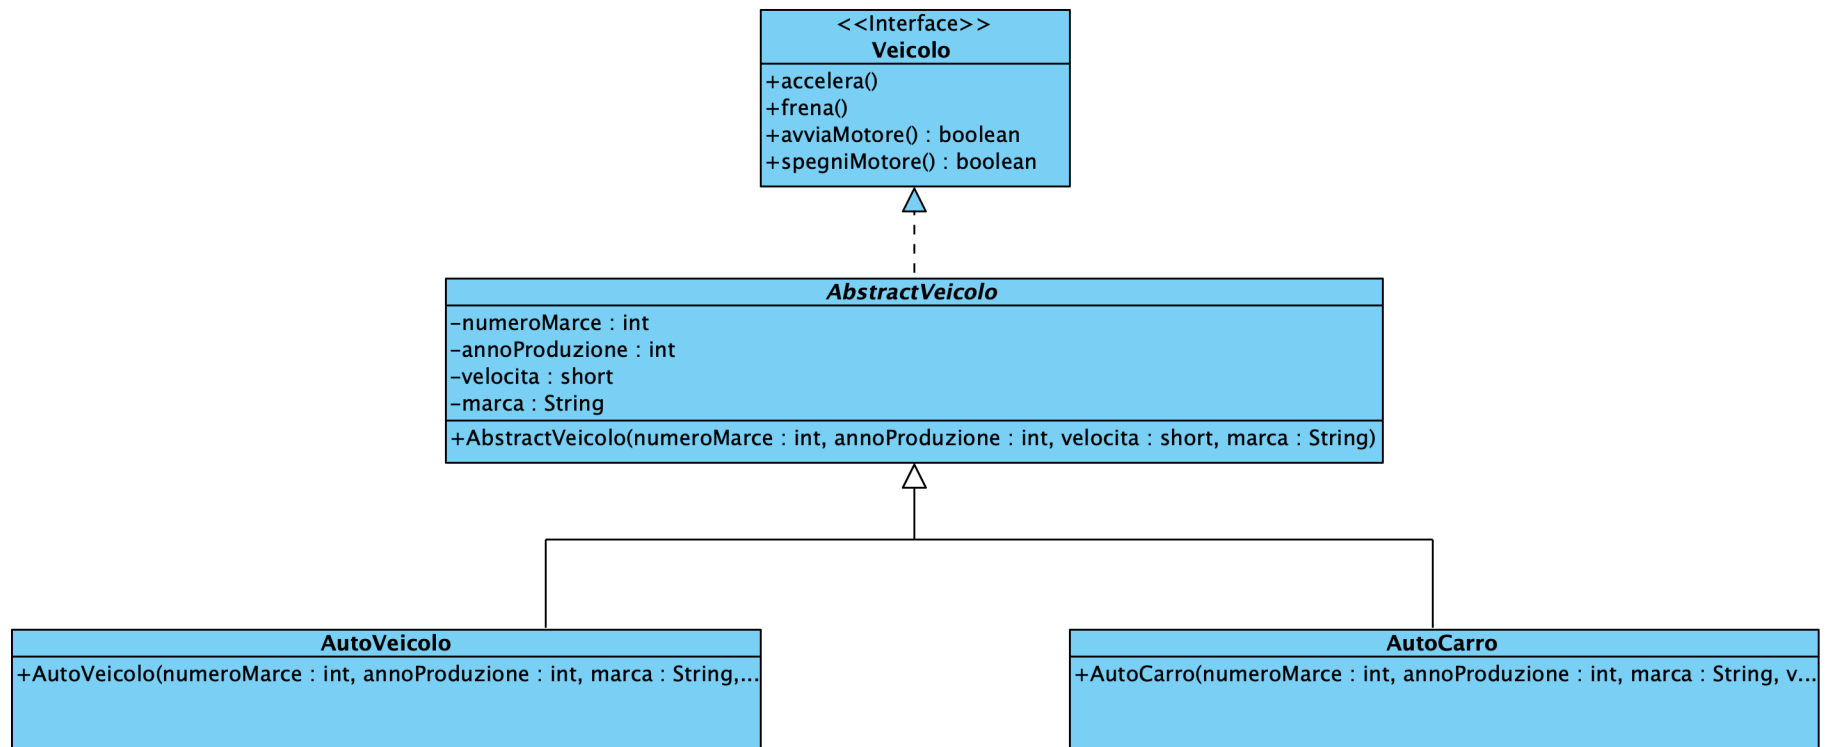 <<Interface>>
Veicolo
+accelera()
+frena()
+avviaMotore() : boolean
+spegniMotore() : boolean
AbstractVeicolo
-numeroMarce : int
-annoProduzione : int
-velocita : short
-marca : String
+AbstractVeicolo(numeroMarce : int, annoProduzione : int, velocita : short, marca : String)
AutoVeicolo
+AutoVeicolo(numeroMarce : int, annoProduzione : int, marca : String,...
AutoCarro
+AutoCarro(numeroMarce : int, annoProduzione : int, marca : String, v...